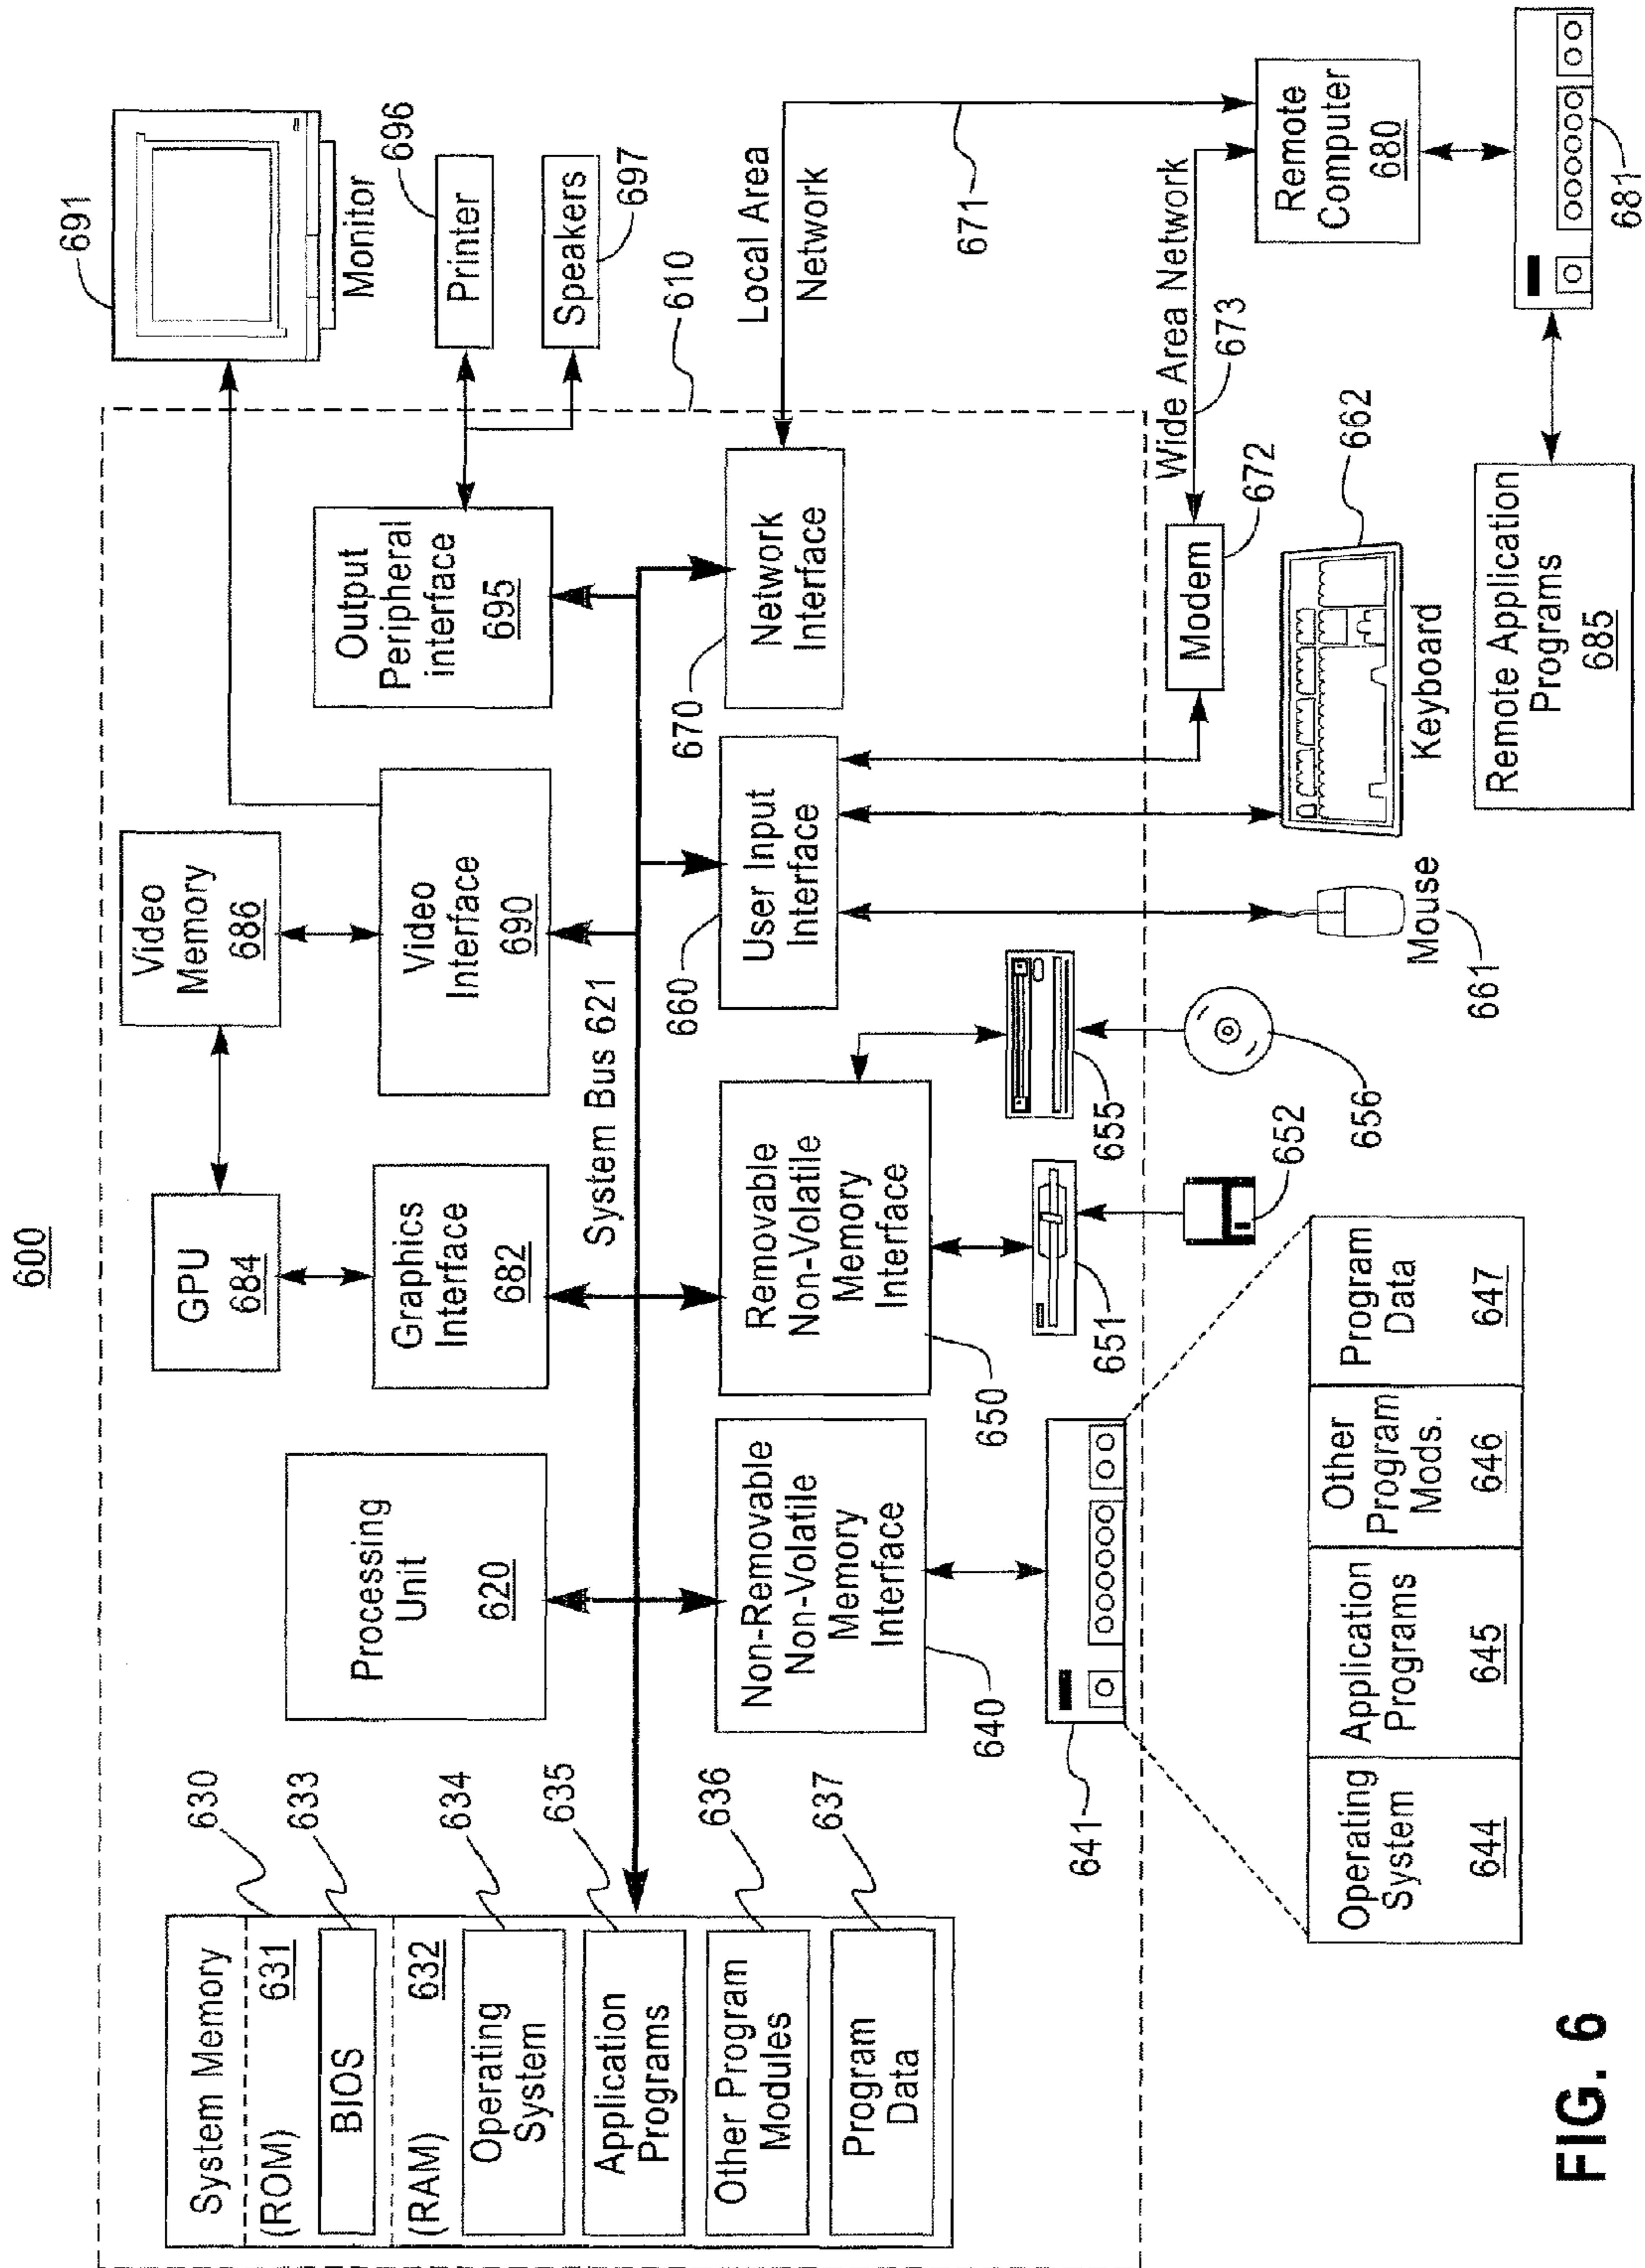 600
System Memory
(ROM) 631
BIOS
(RAM) 632
Operating
System
Application
Programs
Other Program
Modules
Program
Data
630
633
634
635
636
637
Processing
Unit
620
GPU
684
Graphics
Interface
682
Video
Memory
686
Video
Interface
690
Output
Peripheral
interface
695
691
Monitor
696
Printer
Speakers
697
610
System Bus 621
Non-Removable
Non-Volatile
Memory
Interface
640
Removable
Non-Volatile
Memory
Interface
650
660
User Input
Interface
670
Network
Interface
Local Area
Network
671
641
651
655
652
656
Modem
672
Wide Area Network
673
Remote
Computer
680
681
Mouse
661
Keyboard
662
Remote Application
Programs
685
Operating
System
644
Application
Programs
645
Other
Program
Mods.
646
Program
Data
647
FIG. 6